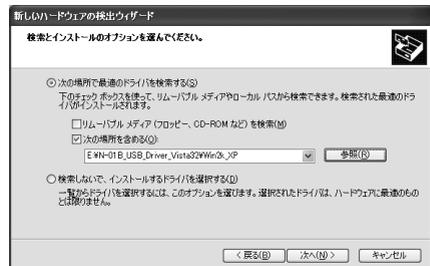 新しいハードウェアの検出ウィザード
検索とインストールのオプションを選んでください。
次の場所で最適のドライバを検索する(S)
下のチェック ボックスを使って、リムーバブル メディアやローカル パスから検索できます。検索された最適のドラ
イバがインストールされます。
リムーバブル メディア (フロッピー、CD-ROM など) を検索(M)
次の場所を含める(O):
E:¥N-01B_USB_Driver_Vista32¥Win2k_XP
参照(R)
検索しないで、インストールするドライバを選択する(D)
一覧からドライバを選択するには、このオプションを選びます。選択されたドライバは、ハードウェアに最適のもの
とは限りません。
< 戻る(B)
次へ(N) >
キャンセル